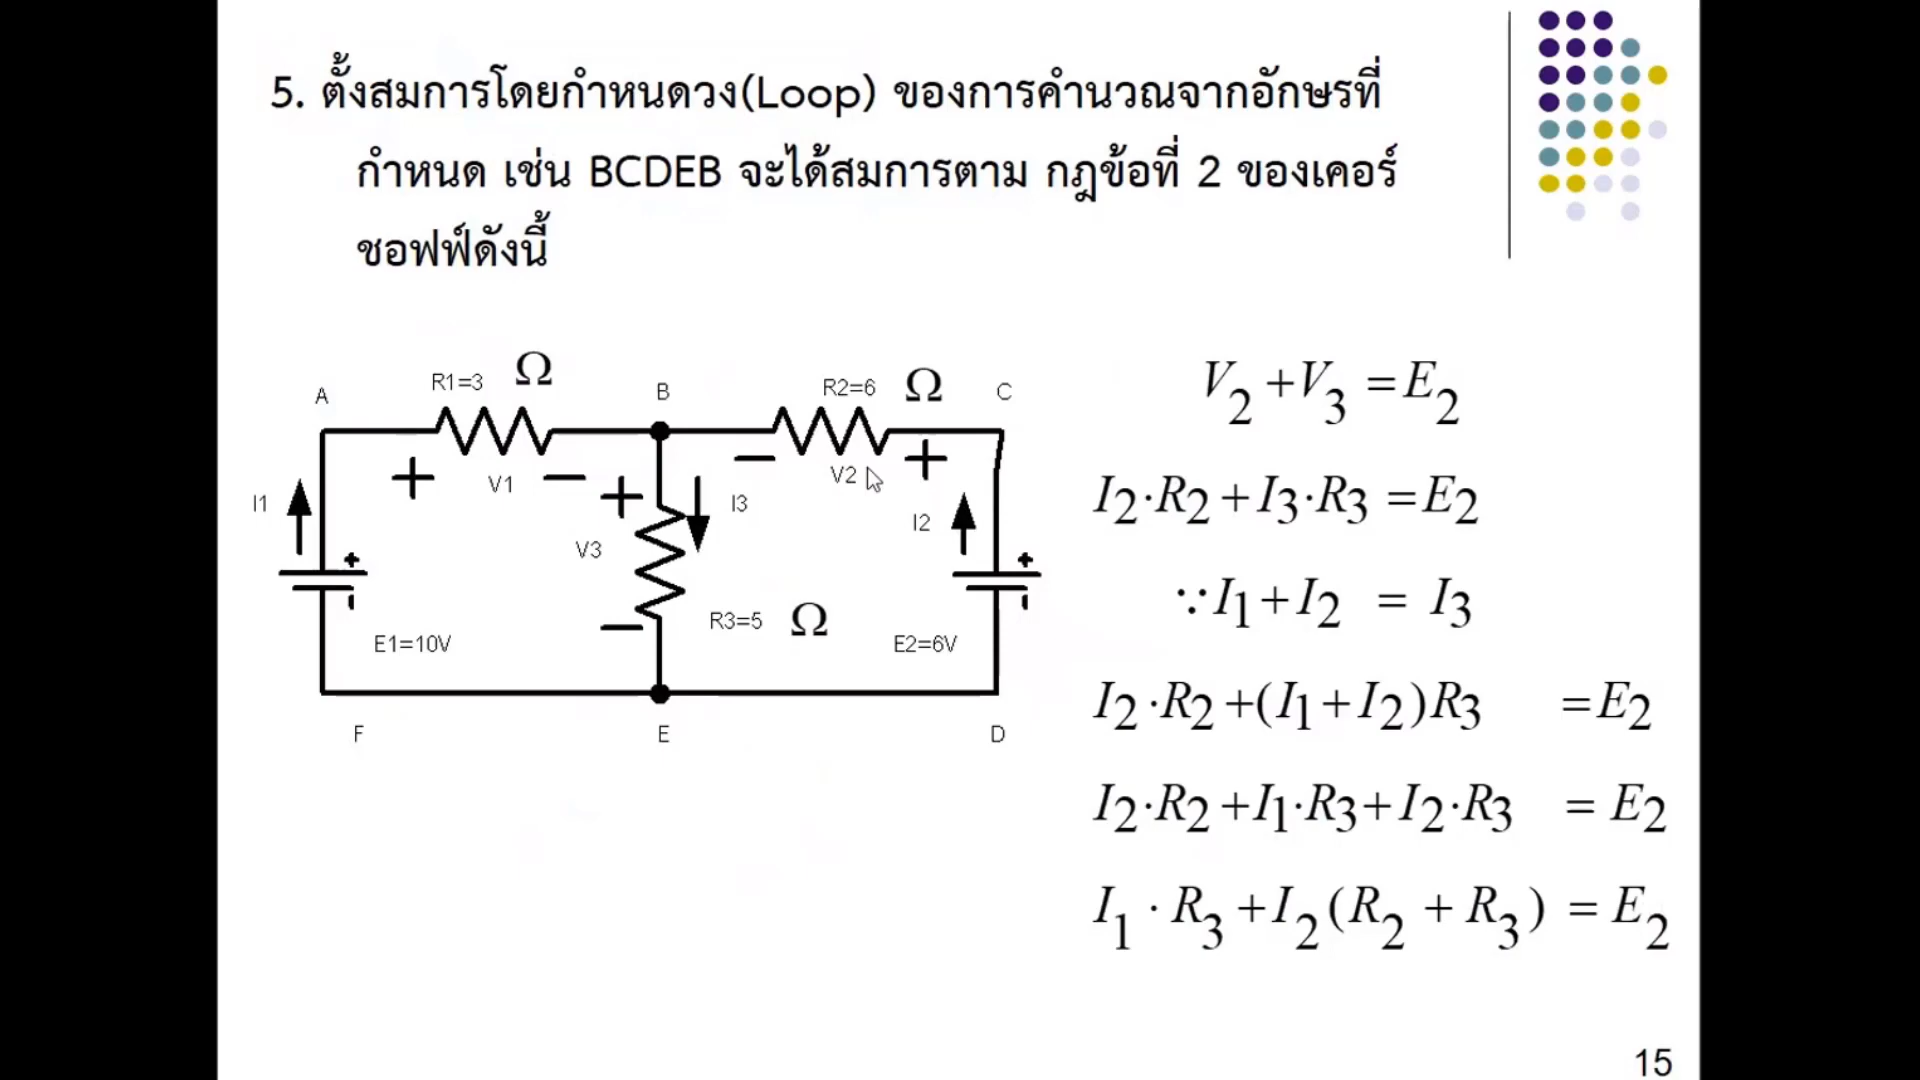 5. ตั้งสมการโดยกำหนดวง(Loop) ของการคำนวณจากอักษรที่
กำหนด เช่น BCDEB จะได้สมการตาม กฎข้อที่ 2 ของเคอร์
ชอฟฟ์ดังนี้
A
R1=3 Ω
B
R2=6 Ω
C
+ V1 −
− V2 +
I1
+
V3
−
I3
I2
+
-
+
-
R3=5 Ω
E1=10V
E2=6V
F
E
D
V₂ + V₃ = E₂
I₂·R₂ + I₃·R₃ = E₂
∵ I₁ + I₂ = I₃
I₂·R₂ + (I₁ + I₂)R₃ = E₂
I₂·R₂ + I₁·R₃ + I₂·R₃ = E₂
I₁·R₃ + I₂(R₂ + R₃) = E₂
15